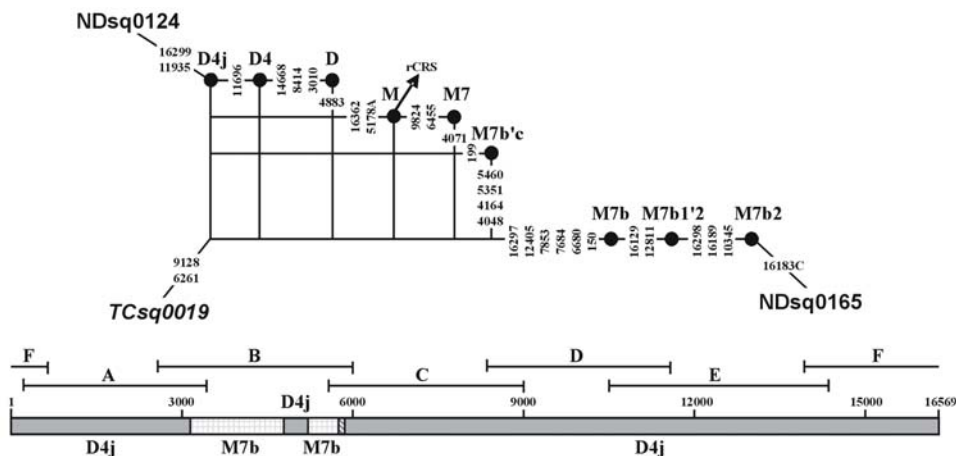 NDsq0124
16299
11935
D4j
11696
D4
14668
8414
3010
D
4883
rCRS
16362
5178A
M
9824
6455
M7
4071
199
M7b'c
5460
5351
4164
4048
16297
12405
7853
7684
6680
150
M7b
16129
12811
M7b1'2
16298
16189
10345
M7b2
16183C
NDsq0165
9128
6261
TCsq0019
F B D F
A C E
1 3000 D4j 6000 9000 12000 15000 16569
D4j M7b M7b D4j